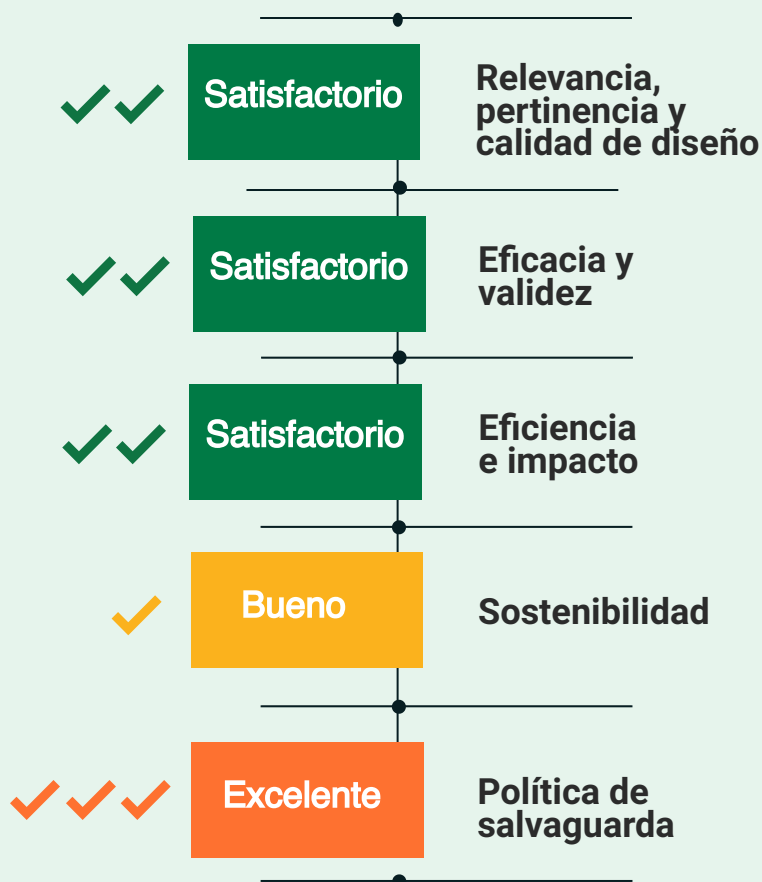 Satisfactorio
Relevancia,
pertinencia y
calidad de diseño
Satisfactorio
Eficacia y
validez
Satisfactorio
Eficiencia
e impacto
Bueno
Sostenibilidad
Excelente
Política de
salvaguarda